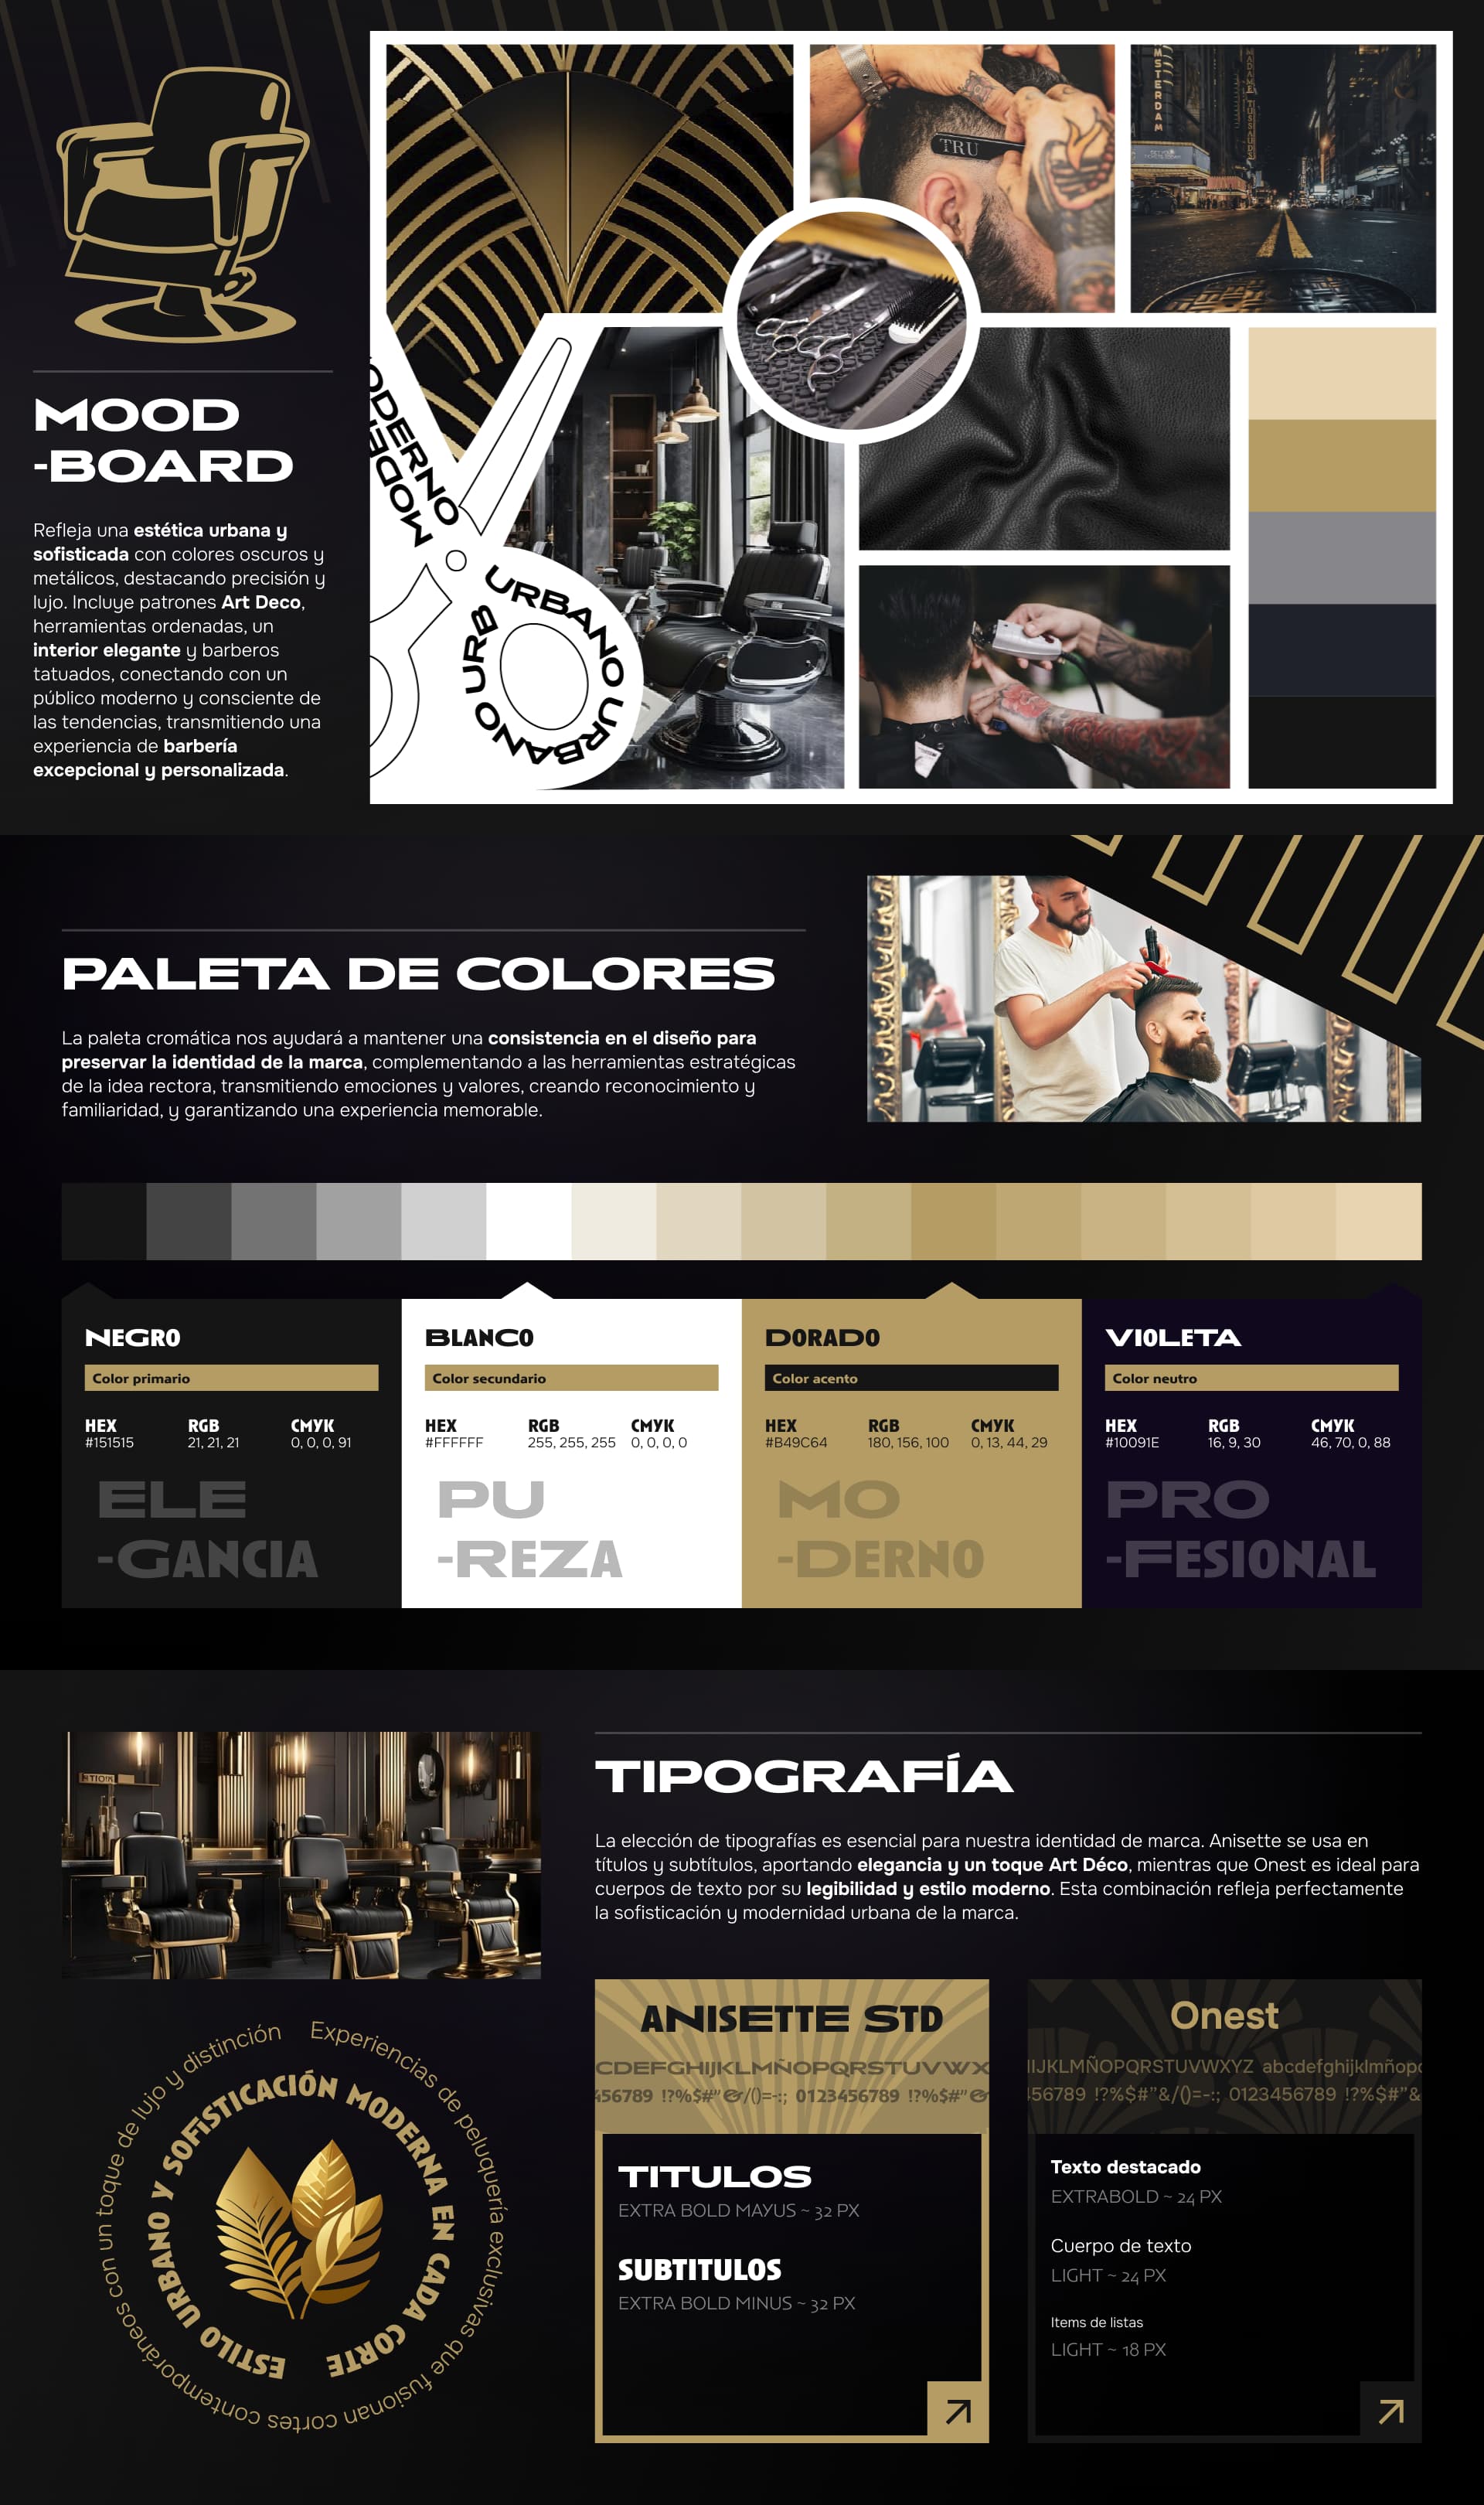 MOOD
-BOARD
Refleja una estética urbana y
sofisticada con colores oscuros y
metálicos, destacando precisión y
lujo. Incluye patrones Art Deco,
herramientas ordenadas, un
interior elegante y barberos
tatuados, conectando con un
público moderno y consciente de
las tendencias, transmitiendo una
experiencia de barbería
excepcional y personalizada.
TRU
MSTERDAM
MADAME TUSSAUDS
ODERNO
MODE
URBANO URBANO URB
PALETA DE COLORES
La paleta cromática nos ayudará a mantener una consistencia en el diseño para
preservar la identidad de la marca, complementando a las herramientas estratégicas
de la idea rectora, transmitiendo emociones y valores, creando reconocimiento y
familiaridad, y garantizando una experiencia memorable.
NEGRO
Color primario
HEX RGB CMYK
#151515 21, 21, 21 0, 0, 0, 91
ELE
-GANCIA
BLANCO
Color secundario
HEX RGB CMYK
#FFFFFF 255, 255, 255 0, 0, 0, 0
PU
-REZA
DORADO
Color acento
HEX RGB CMYK
#B49C64 180, 156, 100 0, 13, 44, 29
MO
-DERNO
VIOLETA
Color neutro
HEX RGB CMYK
#10091E 16, 9, 30 46, 70, 0, 88
PRO
-FESIONAL
TIPOGRAFÍA
La elección de tipografías es esencial para nuestra identidad de marca. Anisette se usa en
títulos y subtítulos, aportando elegancia y un toque Art Déco, mientras que Onest es ideal para
cuerpos de texto por su legibilidad y estilo moderno. Esta combinación refleja perfectamente
la sofisticación y modernidad urbana de la marca.
Experiencias de peluquería exclusivas que fusionan cortes contemporáneos con un toque de lujo y distinción
ESTILO URBANO Y SOFISTICACIÓN MODERNA EN CADA CORTE
ANISETTE STD
CDEFGHIJKLMÑOPQRSTUVWX
456789 !?%$#"&/()=-:; 0123456789 !?%$#"&
TITULOS
EXTRA BOLD MAYUS ~ 32 PX
SUBTITULOS
EXTRA BOLD MINUS ~ 32 PX
Onest
IJKLMÑOPQRSTUVWXYZ abcdefghijklmñopq
456789 !?%$#"&/()=-:; 0123456789 !?%$#"&
Texto destacado
EXTRABOLD ~ 24 PX
Cuerpo de texto
LIGHT ~ 24 PX
Items de listas
LIGHT ~ 18 PX